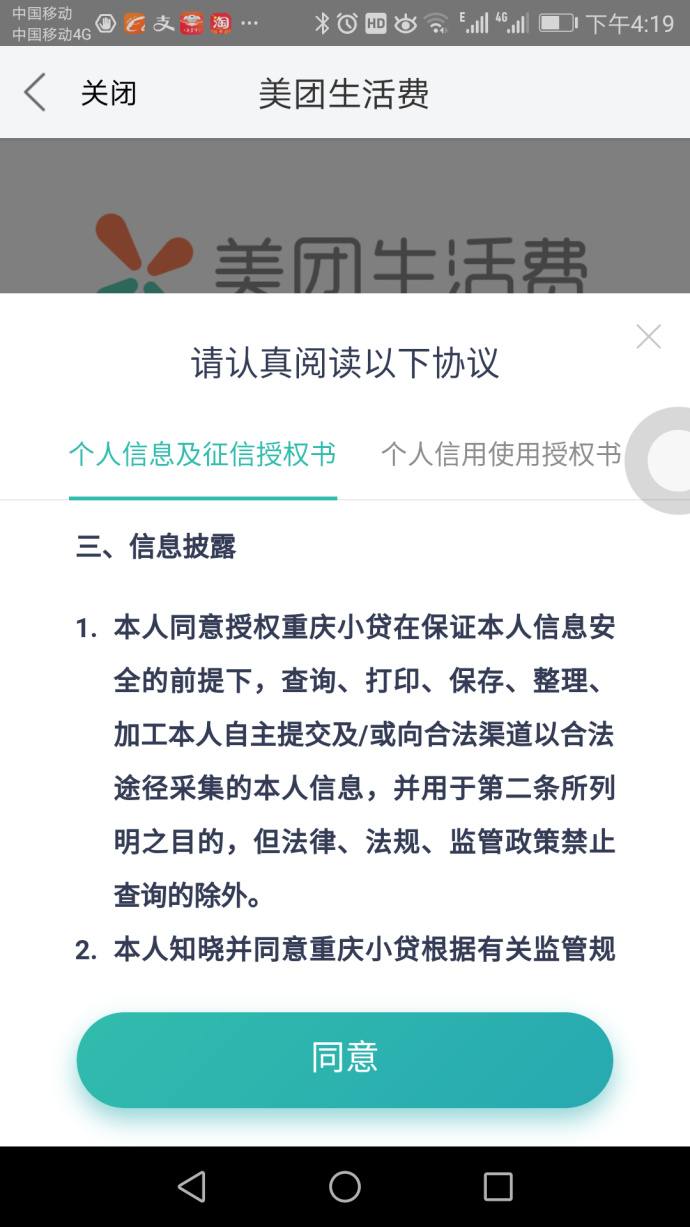 中国移动
中国移动4G
HD
E
4G
下午4:19
关闭
美团生活费
美团生活费
请认真阅读以下协议
个人信息及征信授权书
个人信用使用授权书
三、信息披露
1. 本人同意授权重庆小贷在保证本人信息安
全的前提下，查询、打印、保存、整理、
加工本人自主提交及/或向合法渠道以合法
途径采集的本人信息，并用于第二条所列
明之目的，但法律、法规、监管政策禁止
查询的除外。
2. 本人知晓并同意重庆小贷根据有关监管规
同意